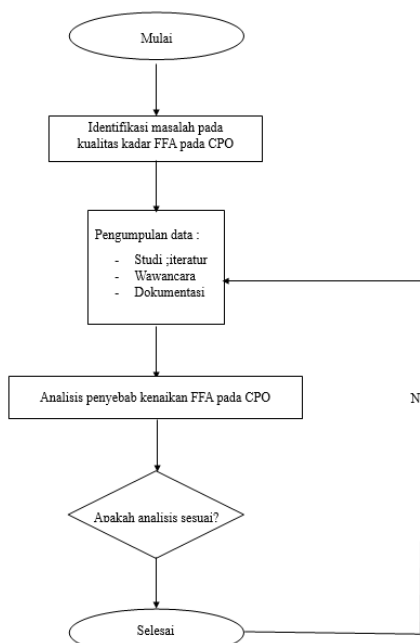 Mulai
Identifikasi masalah pada
kualitas kadar FFA pada CPO
Pengumpulan data :
- Studi ;iteratur
- Wawancara
- Dokumentasi
Analisis penyebab kenaikan FFA pada CPO
N
Apakah analisis sesuai?
Selesai